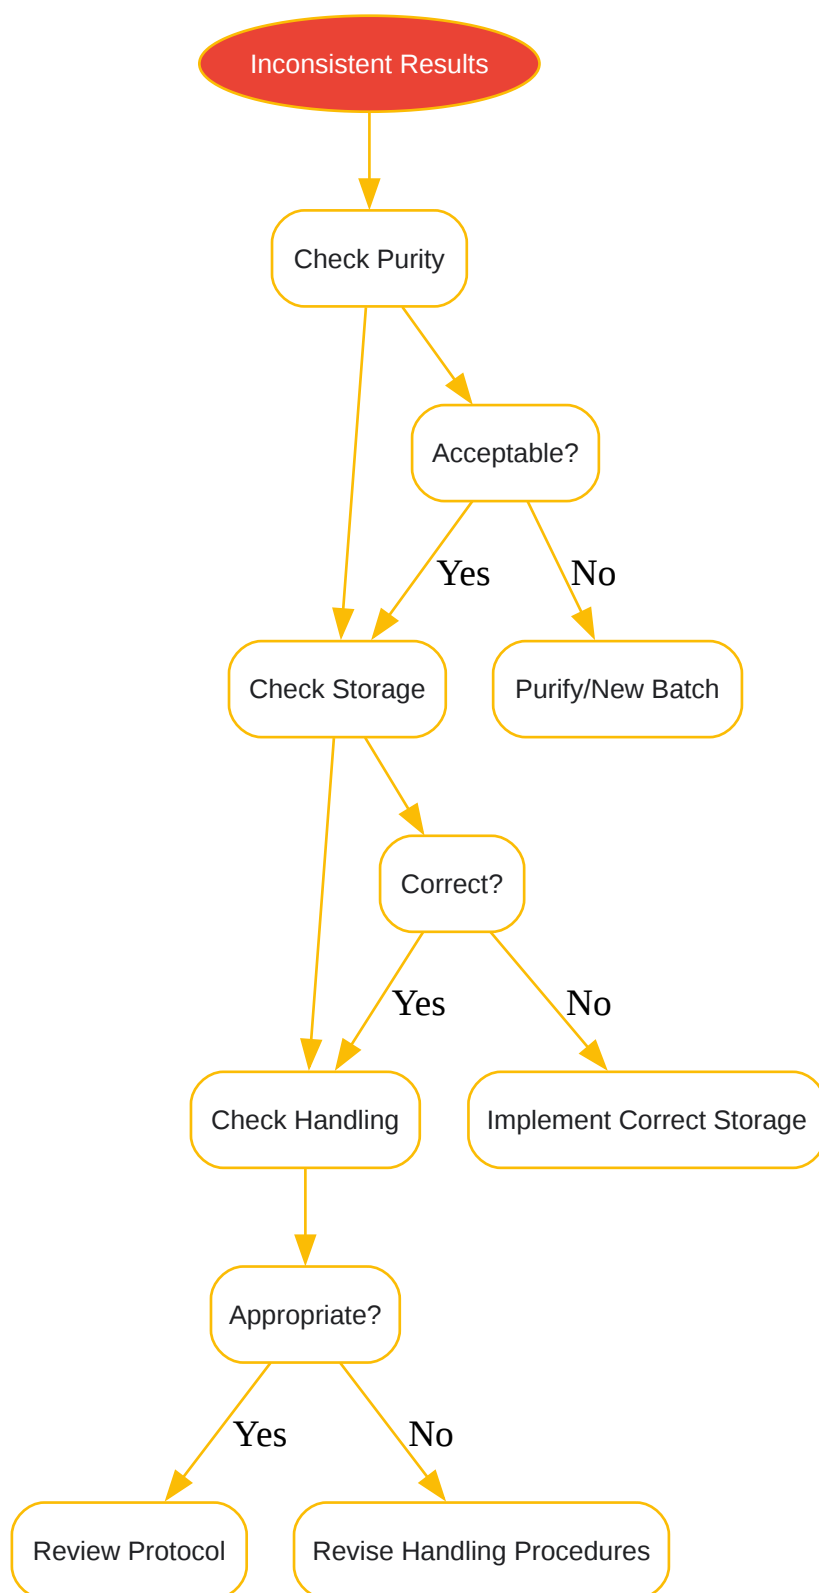 Inconsistent Results
Check Purity
Acceptable?
Yes
No
Check Storage
Purify/New Batch
Correct?
Yes
No
Check Handling
Implement Correct Storage
Appropriate?
Yes
No
Review Protocol
Revise Handling Procedures